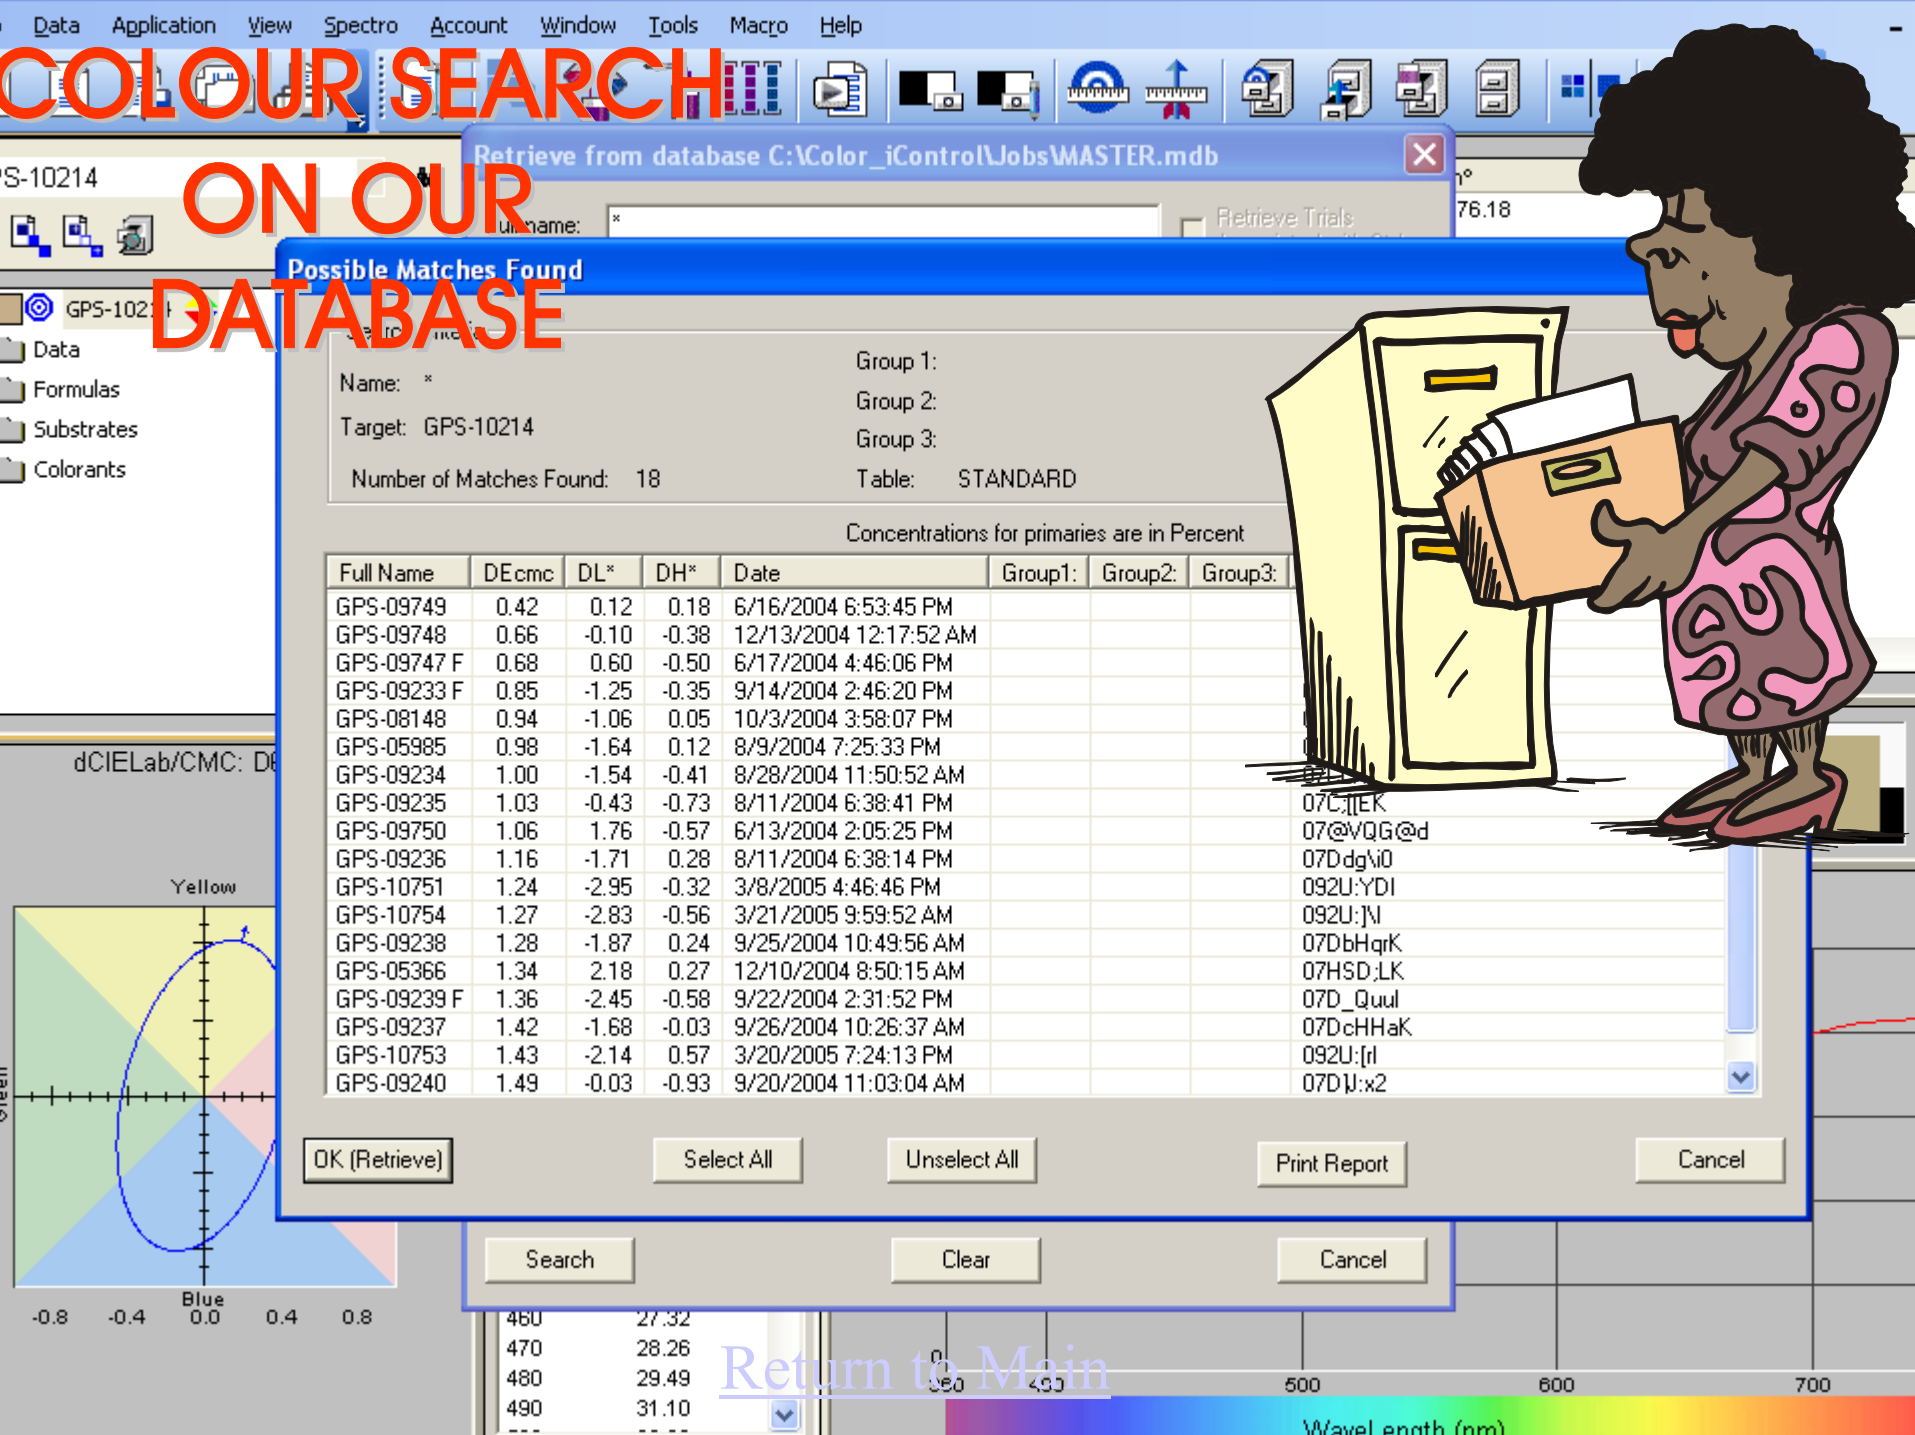 Data Application View Spectro Account Window Tools Macro Help
COLOUR SEARCH
ON OUR
DATABASE
S-10214
Retrieve from database C:\Color_iControl\Jobs\MASTER.mdb
name: *
Retrieve Trials
76.18
Possible Matches Found
GPS-10214
Data
Formulas
Substrates
Colorants
Name: *
Target: GPS-10214
Number of Matches Found: 18
Group 1:
Group 2:
Group 3:
Table: STANDARD
Concentrations for primaries are in Percent
Full Name DEcmc DL* DH* Date Group1: Group2: Group3:
GPS-09749 0.42 0.12 0.18 6/16/2004 6:53:45 PM
GPS-09748 0.66 -0.10 -0.38 12/13/2004 12:17:52 AM
GPS-09747 F 0.68 0.60 -0.50 6/17/2004 4:46:06 PM
GPS-09233 F 0.85 -1.25 -0.35 9/14/2004 2:46:20 PM
GPS-08148 0.94 -1.06 0.05 10/3/2004 3:58:07 PM
GPS-05985 0.98 -1.64 0.12 8/9/2004 7:25:33 PM
GPS-09234 1.00 -1.54 -0.41 8/28/2004 11:50:52 AM
GPS-09235 1.03 -0.43 -0.73 8/11/2004 6:38:41 PM 07C;[[EK
GPS-09750 1.06 1.76 -0.57 6/13/2004 2:05:25 PM 07@VQG@d
GPS-09236 1.16 -1.71 0.28 8/11/2004 6:38:14 PM 07Ddg\i0
GPS-10751 1.24 -2.95 -0.32 3/8/2005 4:46:46 PM 092U:YDI
GPS-10754 1.27 -2.83 -0.56 3/21/2005 9:59:52 AM 092U:]\I
GPS-09238 1.28 -1.87 0.24 9/25/2004 10:49:56 AM 07DbHqrK
GPS-05366 1.34 2.18 0.27 12/10/2004 8:50:15 AM 07HSD;LK
GPS-09239 F 1.36 -2.45 -0.58 9/22/2004 2:31:52 PM 07D_QuuI
GPS-09237 1.42 -1.68 -0.03 9/26/2004 10:26:37 AM 07DcHHaK
GPS-10753 1.43 -2.14 0.57 3/20/2005 7:24:13 PM 092U:[rI
GPS-09240 1.49 -0.03 -0.93 9/20/2004 11:03:04 AM
OK (Retrieve) Select All Unselect All Print Report Cancel
Search Clear Cancel
dCIELab/CMC:
Yellow
Blue
-0.8 -0.4 0.0 0.4 0.8
460 27.32
470 28.26
480 29.49
490 31.10
Return to Main
500 600 700
WaveLength (nm)